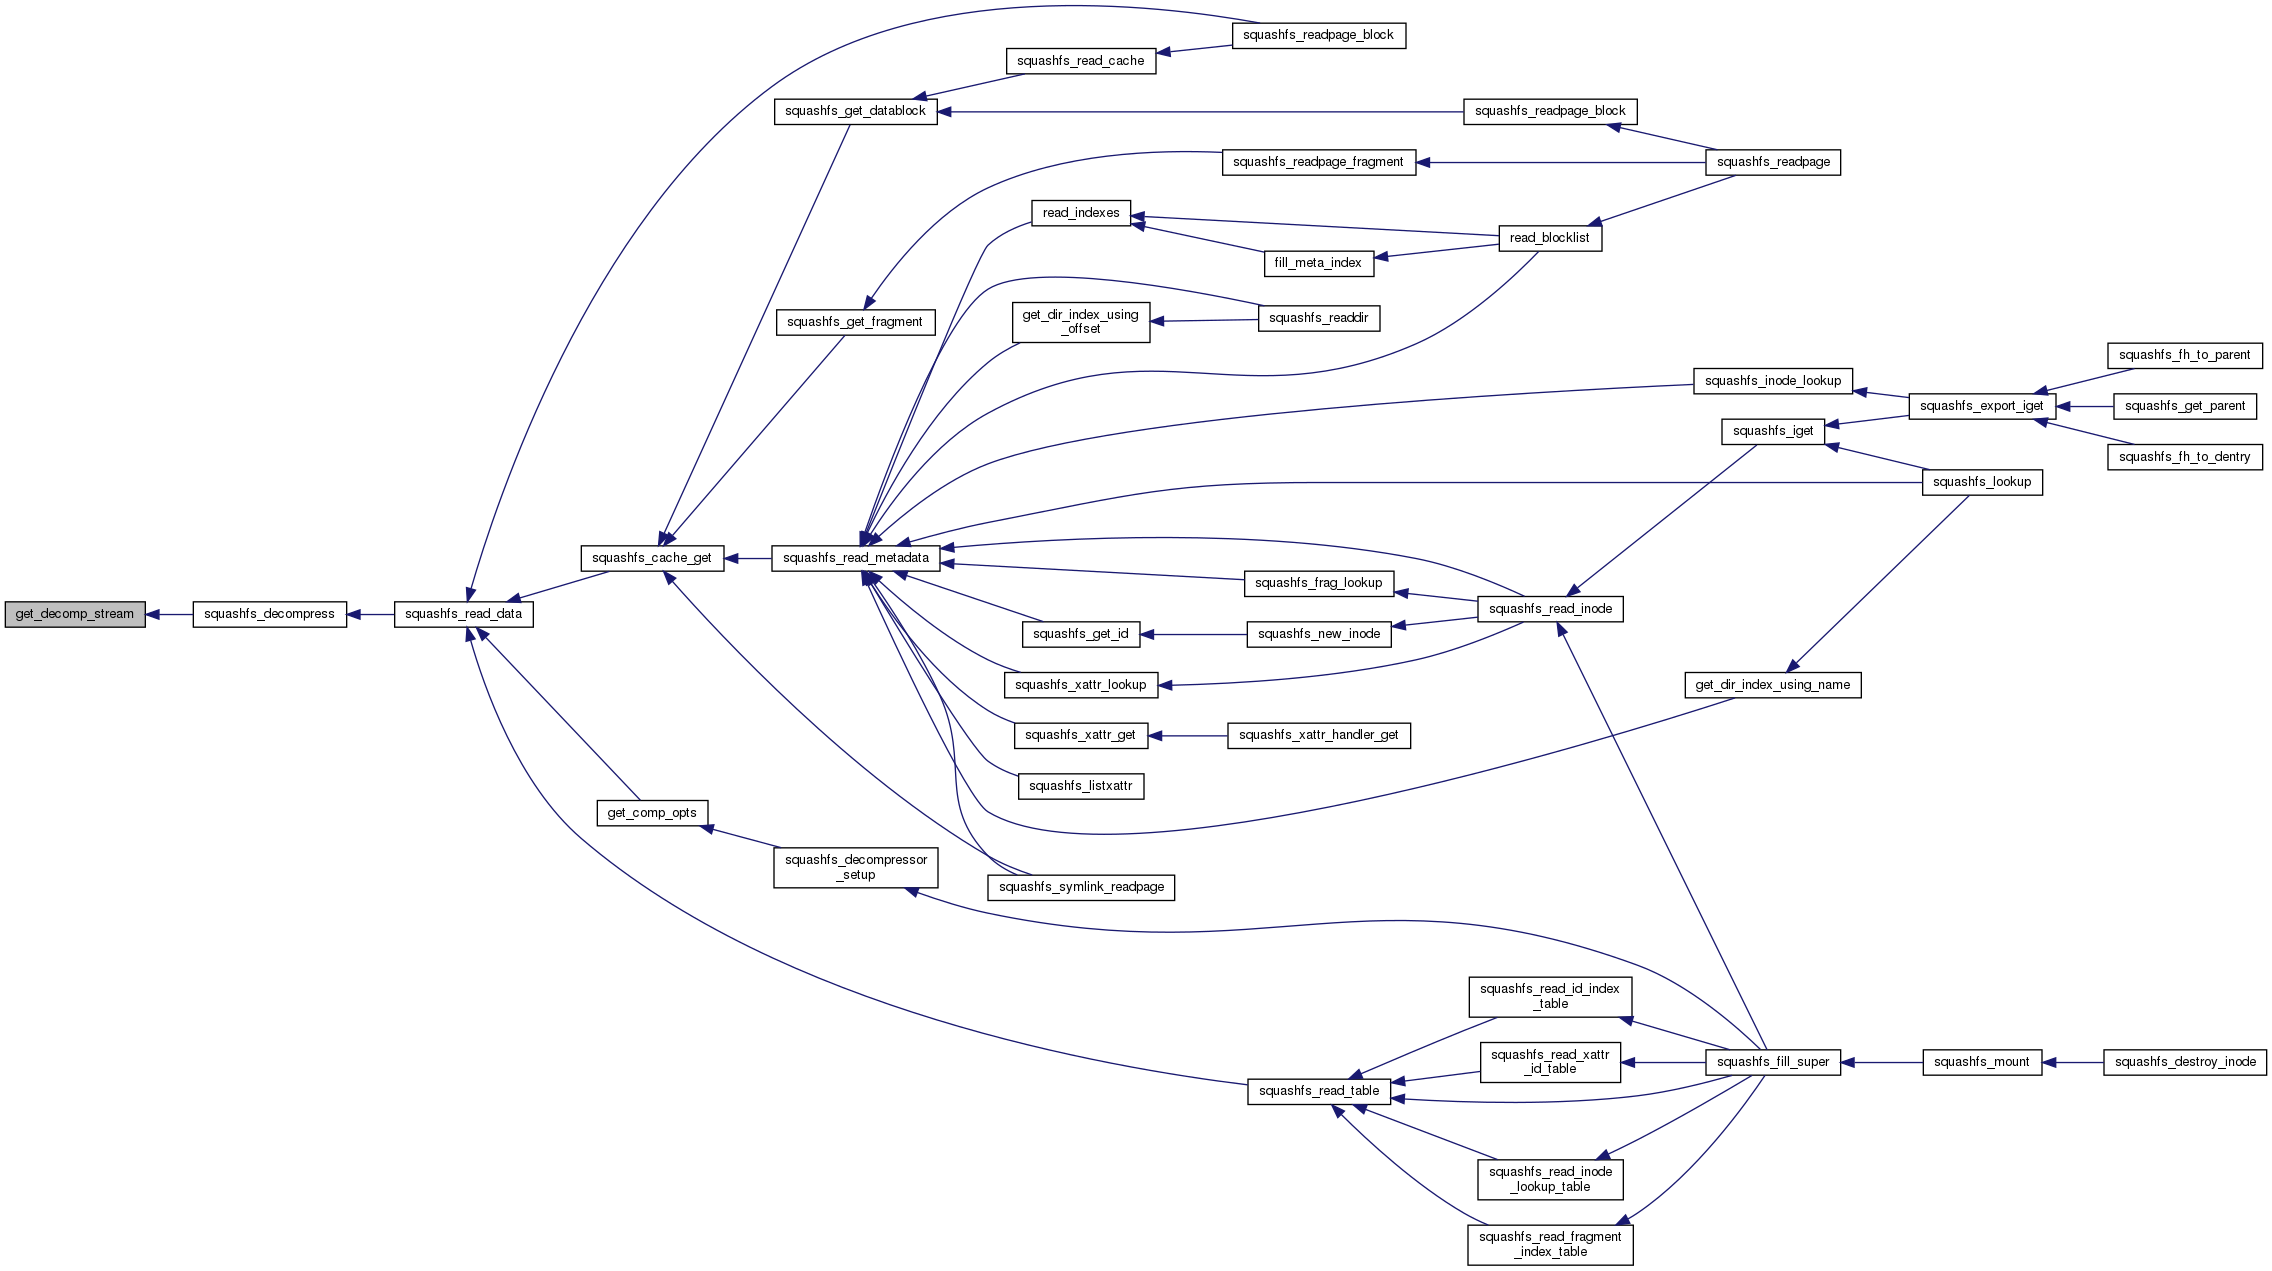 squashfs_readpage_block
squashfs_read_cache
squashfs_get_datablock
squashfs_readpage_block
squashfs_readpage_fragment
squashfs_readpage
read_indexes
read_blocklist
fill_meta_index
squashfs_get_fragment
get_dir_index_using
_offset
squashfs_readdir
squashfs_fh_to_parent
squashfs_inode_lookup
squashfs_export_iget
squashfs_get_parent
squashfs_iget
squashfs_fh_to_dentry
squashfs_lookup
squashfs_cache_get
squashfs_read_metadata
squashfs_frag_lookup
squashfs_read_inode
get_decomp_stream
squashfs_decompress
squashfs_read_data
squashfs_get_id
squashfs_new_inode
squashfs_xattr_lookup
get_dir_index_using_name
squashfs_xattr_get
squashfs_xattr_handler_get
squashfs_listxattr
get_comp_opts
squashfs_decompressor
_setup
squashfs_symlink_readpage
squashfs_read_id_index
_table
squashfs_read_xattr
_id_table
squashfs_fill_super
squashfs_mount
squashfs_destroy_inode
squashfs_read_table
squashfs_read_inode
_lookup_table
squashfs_read_fragment
_index_table